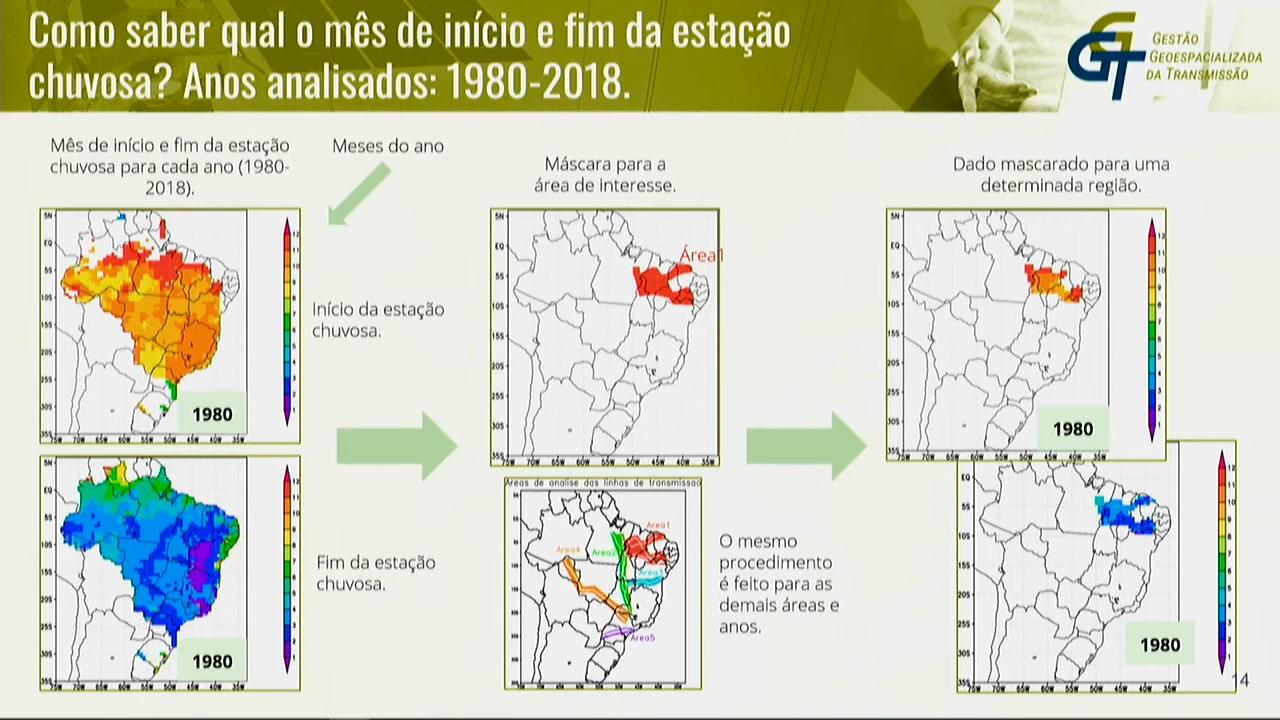 Como saber qual o mês de início e fim da estação
chuvosa? Anos analisados: 1980-2018.
GT
GESTÃO
GEOESPACIALIZADA
DA TRANSMISSÃO
Mês de início e fim da estação
chuvosa para cada ano (1980-
2018).
Meses do ano
Máscara para a
área de interesse.
Dado mascarado para uma
determinada região.
Área1
Início da estação
chuvosa.
1980
1980
Areas de analise das linhas de transmissao
Area1
Area2
Area4
Area5
Fim da estação
chuvosa.
O mesmo
procedimento
é feito para as
demais áreas e
anos.
1980
1980
14